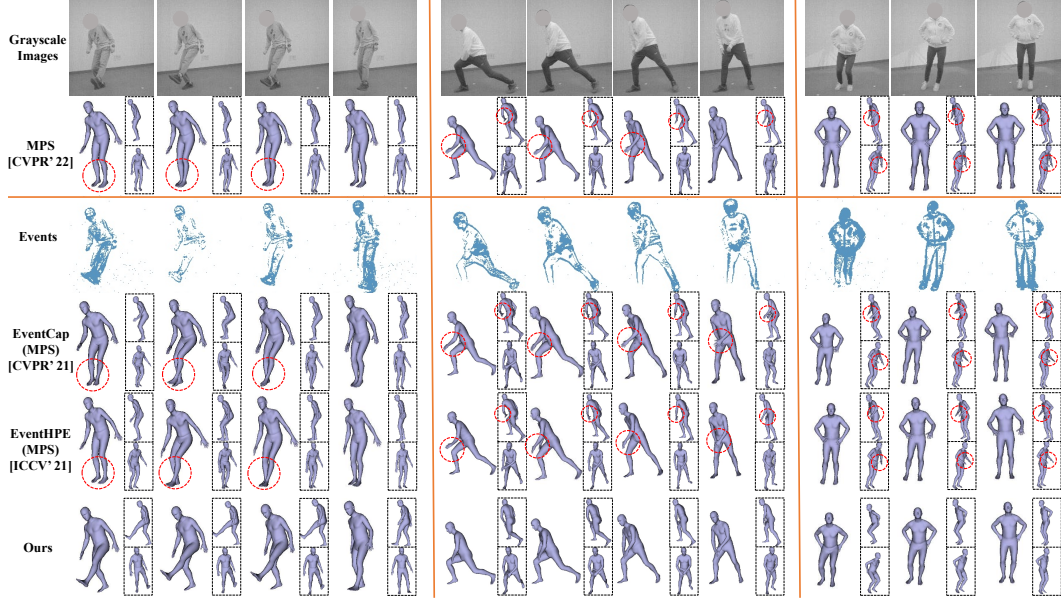 Grayscale
Images
MPS
[CVPR' 22]
Events
EventCap
(MPS)
[CVPR' 21]
EventHPE
(MPS)
[ICCV' 21]
Ours